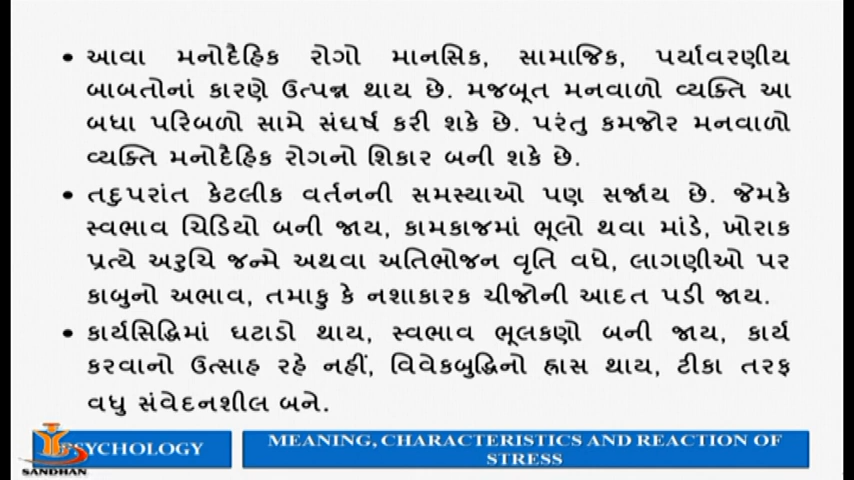 • આવા મનોદૈહિક રોગો માનસિક, સામાજિક, પર્યાવરણીય
બાબતોનાં કારણે ઉત્પન્ન થાય છે. મજબૂત મનવાળો વ્યક્તિ આ
બધા પરિબળો સામે સંઘર્ષ કરી શકે છે. પરંતુ કમજોર મનવાળો
વ્યક્તિ મનોદૈહિક રોગનો શિકાર બની શકે છે.
• તદુપરાંત કેટલીક વર્તનની સમસ્યાઓ પણ સર્જાય છે. જેમકે
સ્વભાવ ચિડિયો બની જાય, કામકાજમાં ભૂલો થવા માંડે, ખોરાક
પ્રત્યે અરુચિ જન્મે અથવા અતિભોજન વૃતિ વધે, લાગણીઓ પર
કાબુનો અભાવ, તમાકુ કે નશાકારક ચીજોની આદત પડી જાય.
• કાર્યસિદ્ધિમાં ઘટાડો થાય, સ્વભાવ ભૂલકણો બની જાય, કાર્ય
કરવાનો ઉત્સાહ રહે નહીં, વિવેકબુદ્ધિનો હ્રાસ થાય, ટીકા તરફ
વધુ સંવેદનશીલ બને.
PSYCHOLOGY
MEANING, CHARACTERISTICS AND REACTION OF
STRESS
SANDHAN